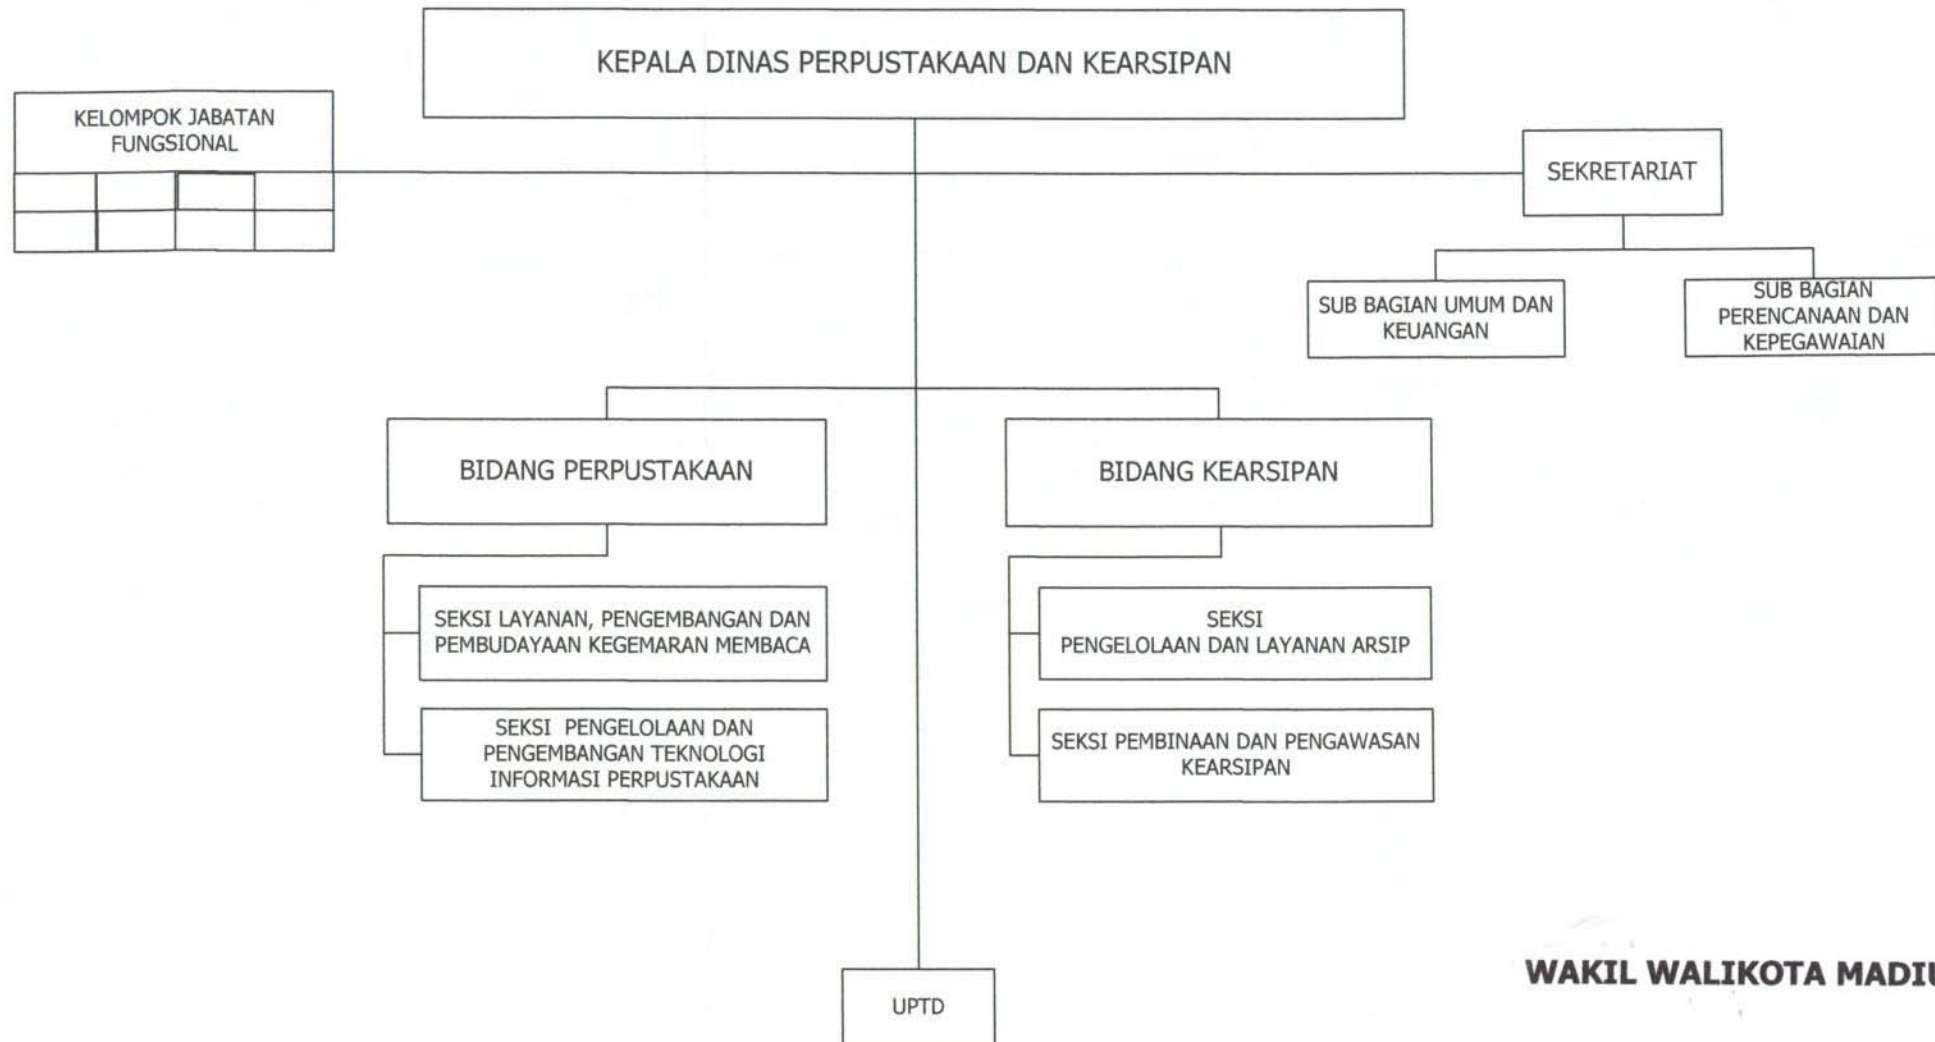 KEPALA DINAS PERPUSTAKAAN DAN KEARSIPAN
KELOMPOK JABATAN
FUNGSIONAL
SEKRETARIAT
SUB BAGIAN UMUM DAN
KEUANGAN
SUB BAGIAN
PERENCANAAN DAN
KEPEGAWAIAN
BIDANG PERPUSTAKAAN
BIDANG KEARSIPAN
SEKSI LAYANAN, PENGEMBANGAN DAN
PEMBUDAYAAN KEGEMARAN MEMBACA
SEKSI
PENGELOLAAN DAN LAYANAN ARSIP
SEKSI PENGELOLAAN DAN
PENGEMBANGAN TEKNOLOGI
INFORMASI PERPUSTAKAAN
SEKSI PEMBINAAN DAN PENGAWASAN
KEARSIPAN
WAKIL WALIKOTA MADIU
UPTD